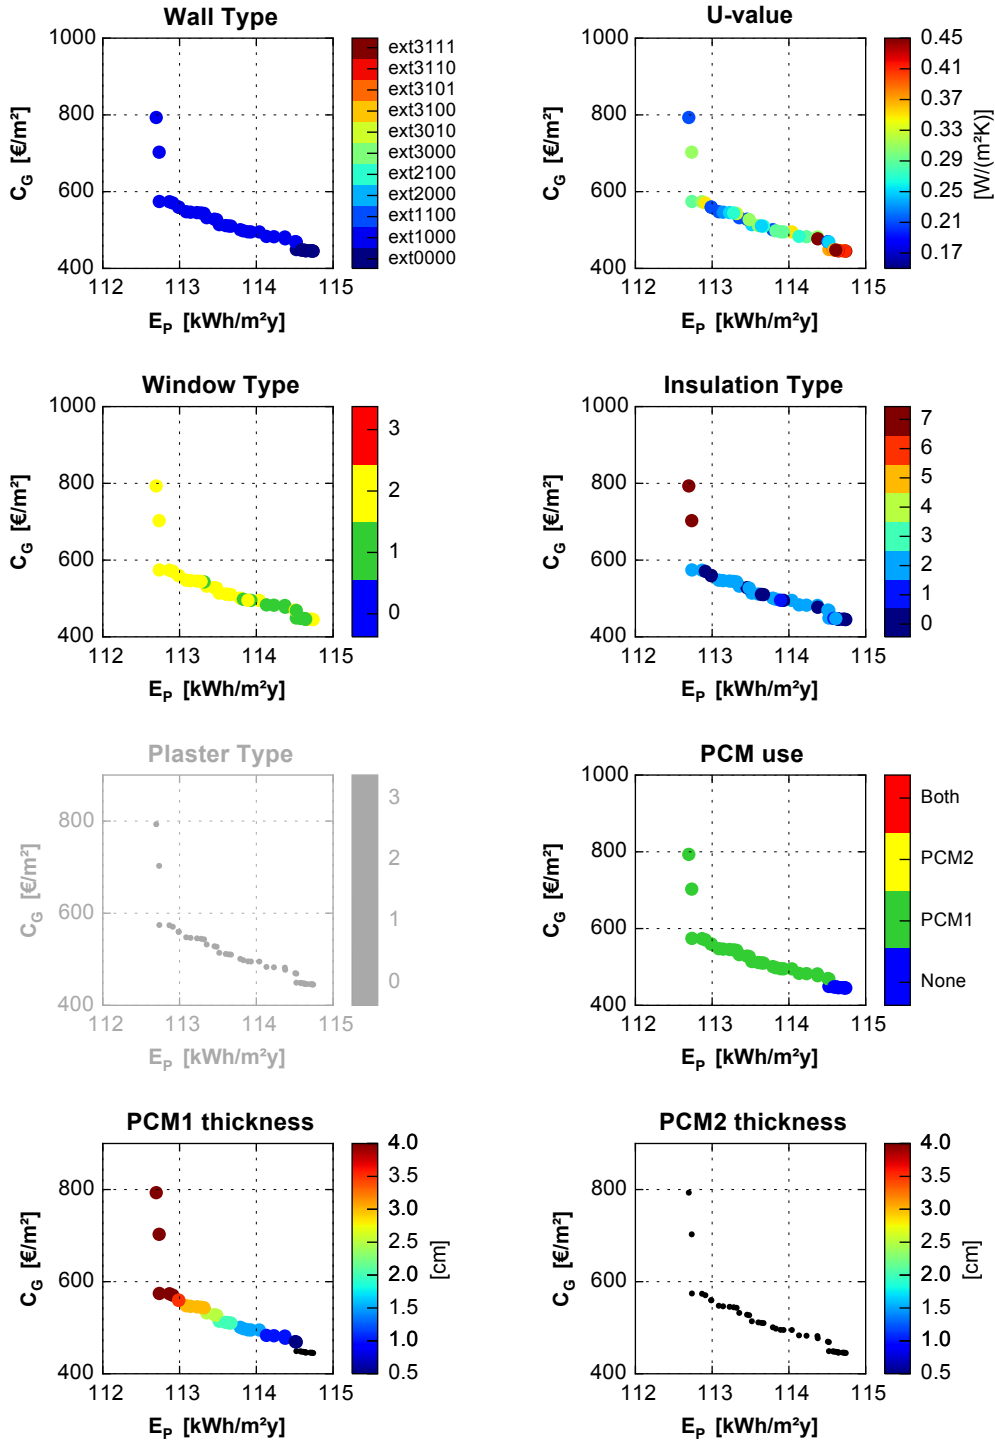 Wall Type
1000
800
600
400
112
113
114
115
C_G [€/m²]
E_P [kWh/m²y]
ext3111
ext3110
ext3101
ext3100
ext3010
ext3000
ext2100
ext2000
ext1100
ext1000
ext0000
U-value
1000
800
600
400
112
113
114
115
C_G [€/m²]
E_P [kWh/m²y]
0.45
0.41
0.37
0.33
0.29
0.25
0.21
0.17
[W/(m²K)]
Window Type
1000
800
600
400
112
113
114
115
C_G [€/m²]
E_P [kWh/m²y]
3
2
1
0
Insulation Type
1000
800
600
400
112
113
114
115
C_G [€/m²]
E_P [kWh/m²y]
7
6
5
4
3
2
1
0
Plaster Type
800
600
400
112
113
114
115
C_G [€/m²]
E_P [kWh/m²y]
3
2
1
0
PCM use
1000
800
600
400
112
113
114
115
C_G [€/m²]
E_P [kWh/m²y]
Both
PCM2
PCM1
None
PCM1 thickness
800
600
400
112
113
114
115
C_G [€/m²]
E_P [kWh/m²y]
4.0
3.0
2.5
2.0
1.5
1.0
0.5
[cm]
PCM2 thickness
800
600
400
112
113
114
115
C_G [€/m²]
E_P [kWh/m²y]
4.0
3.0
2.5
2.0
1.5
1.0
0.5
[cm]